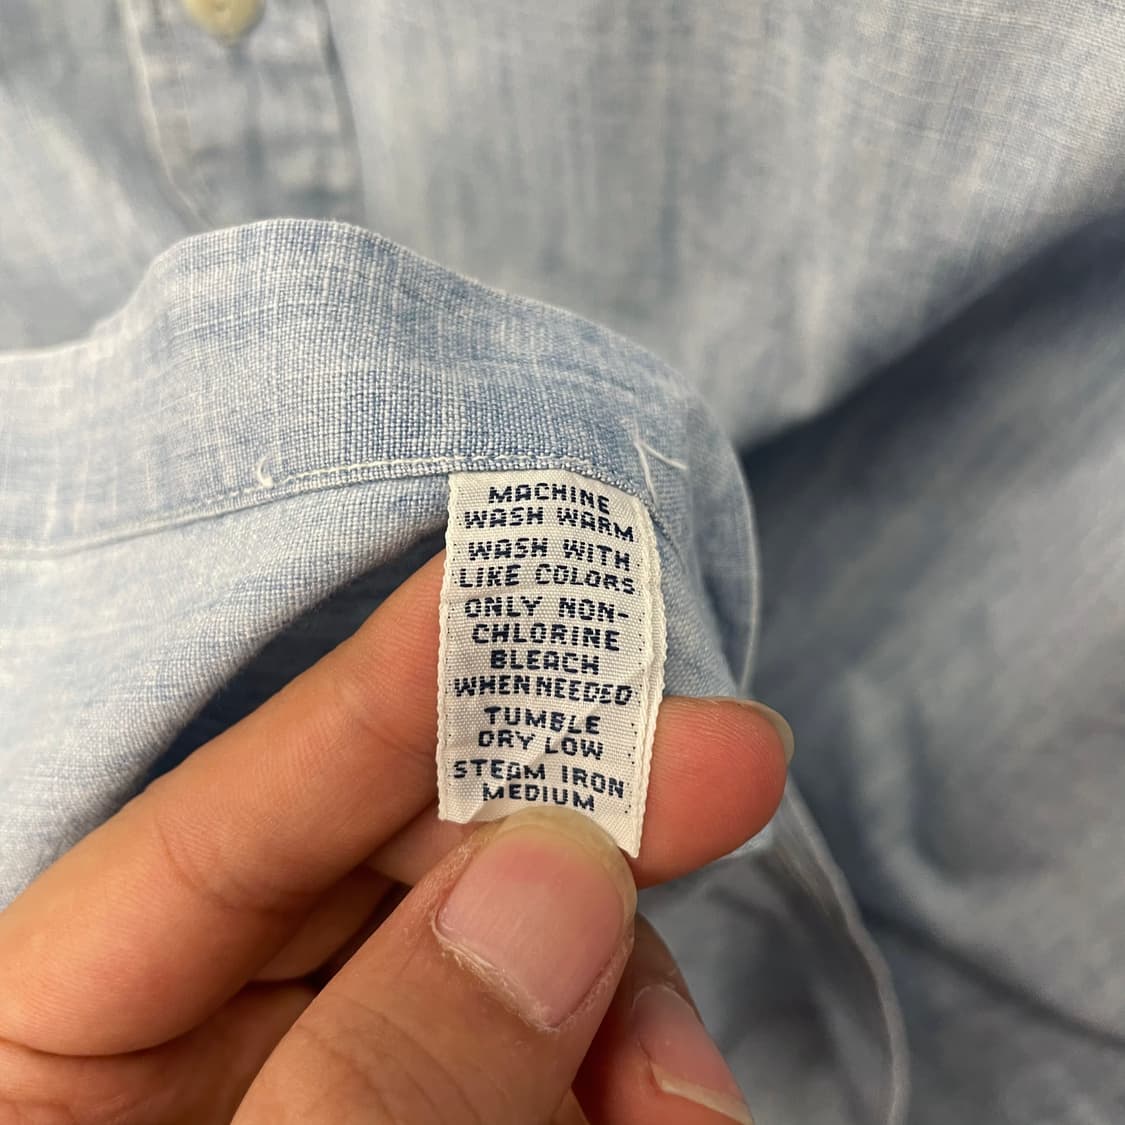 MACHINE
WASH WARM
WASH WITH
LIKE COLORS
ONLY NON-
CHLORINE
BLEACH
WHEN NEEDED
TUMBLE
DRY LOW
STEAM IRON
MEDIUM